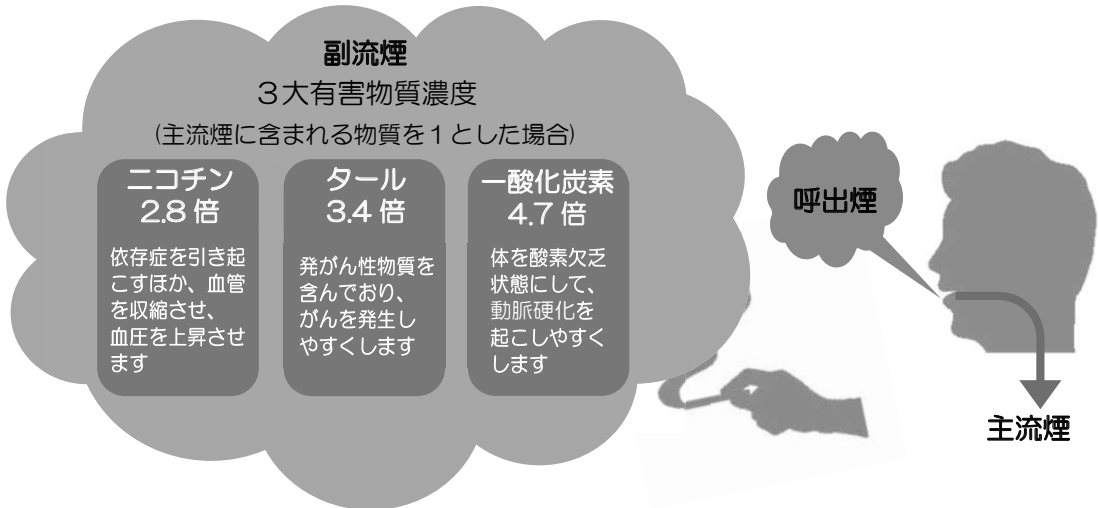 副流煙
3大有害物質濃度
(主流煙に含まれる物質を1とした場合)
ニコチン
2.8倍
依存症を引き起
こすほか、血管
を収縮させ、
血圧を上昇させ
ます
タール
3.4倍
発がん性物質を
含んでおり、
がんを発生し
やすくします
一酸化炭素
4.7倍
体を酸素欠乏
状態にして、
動脈硬化を
起こしやすく
します
呼出煙
主流煙